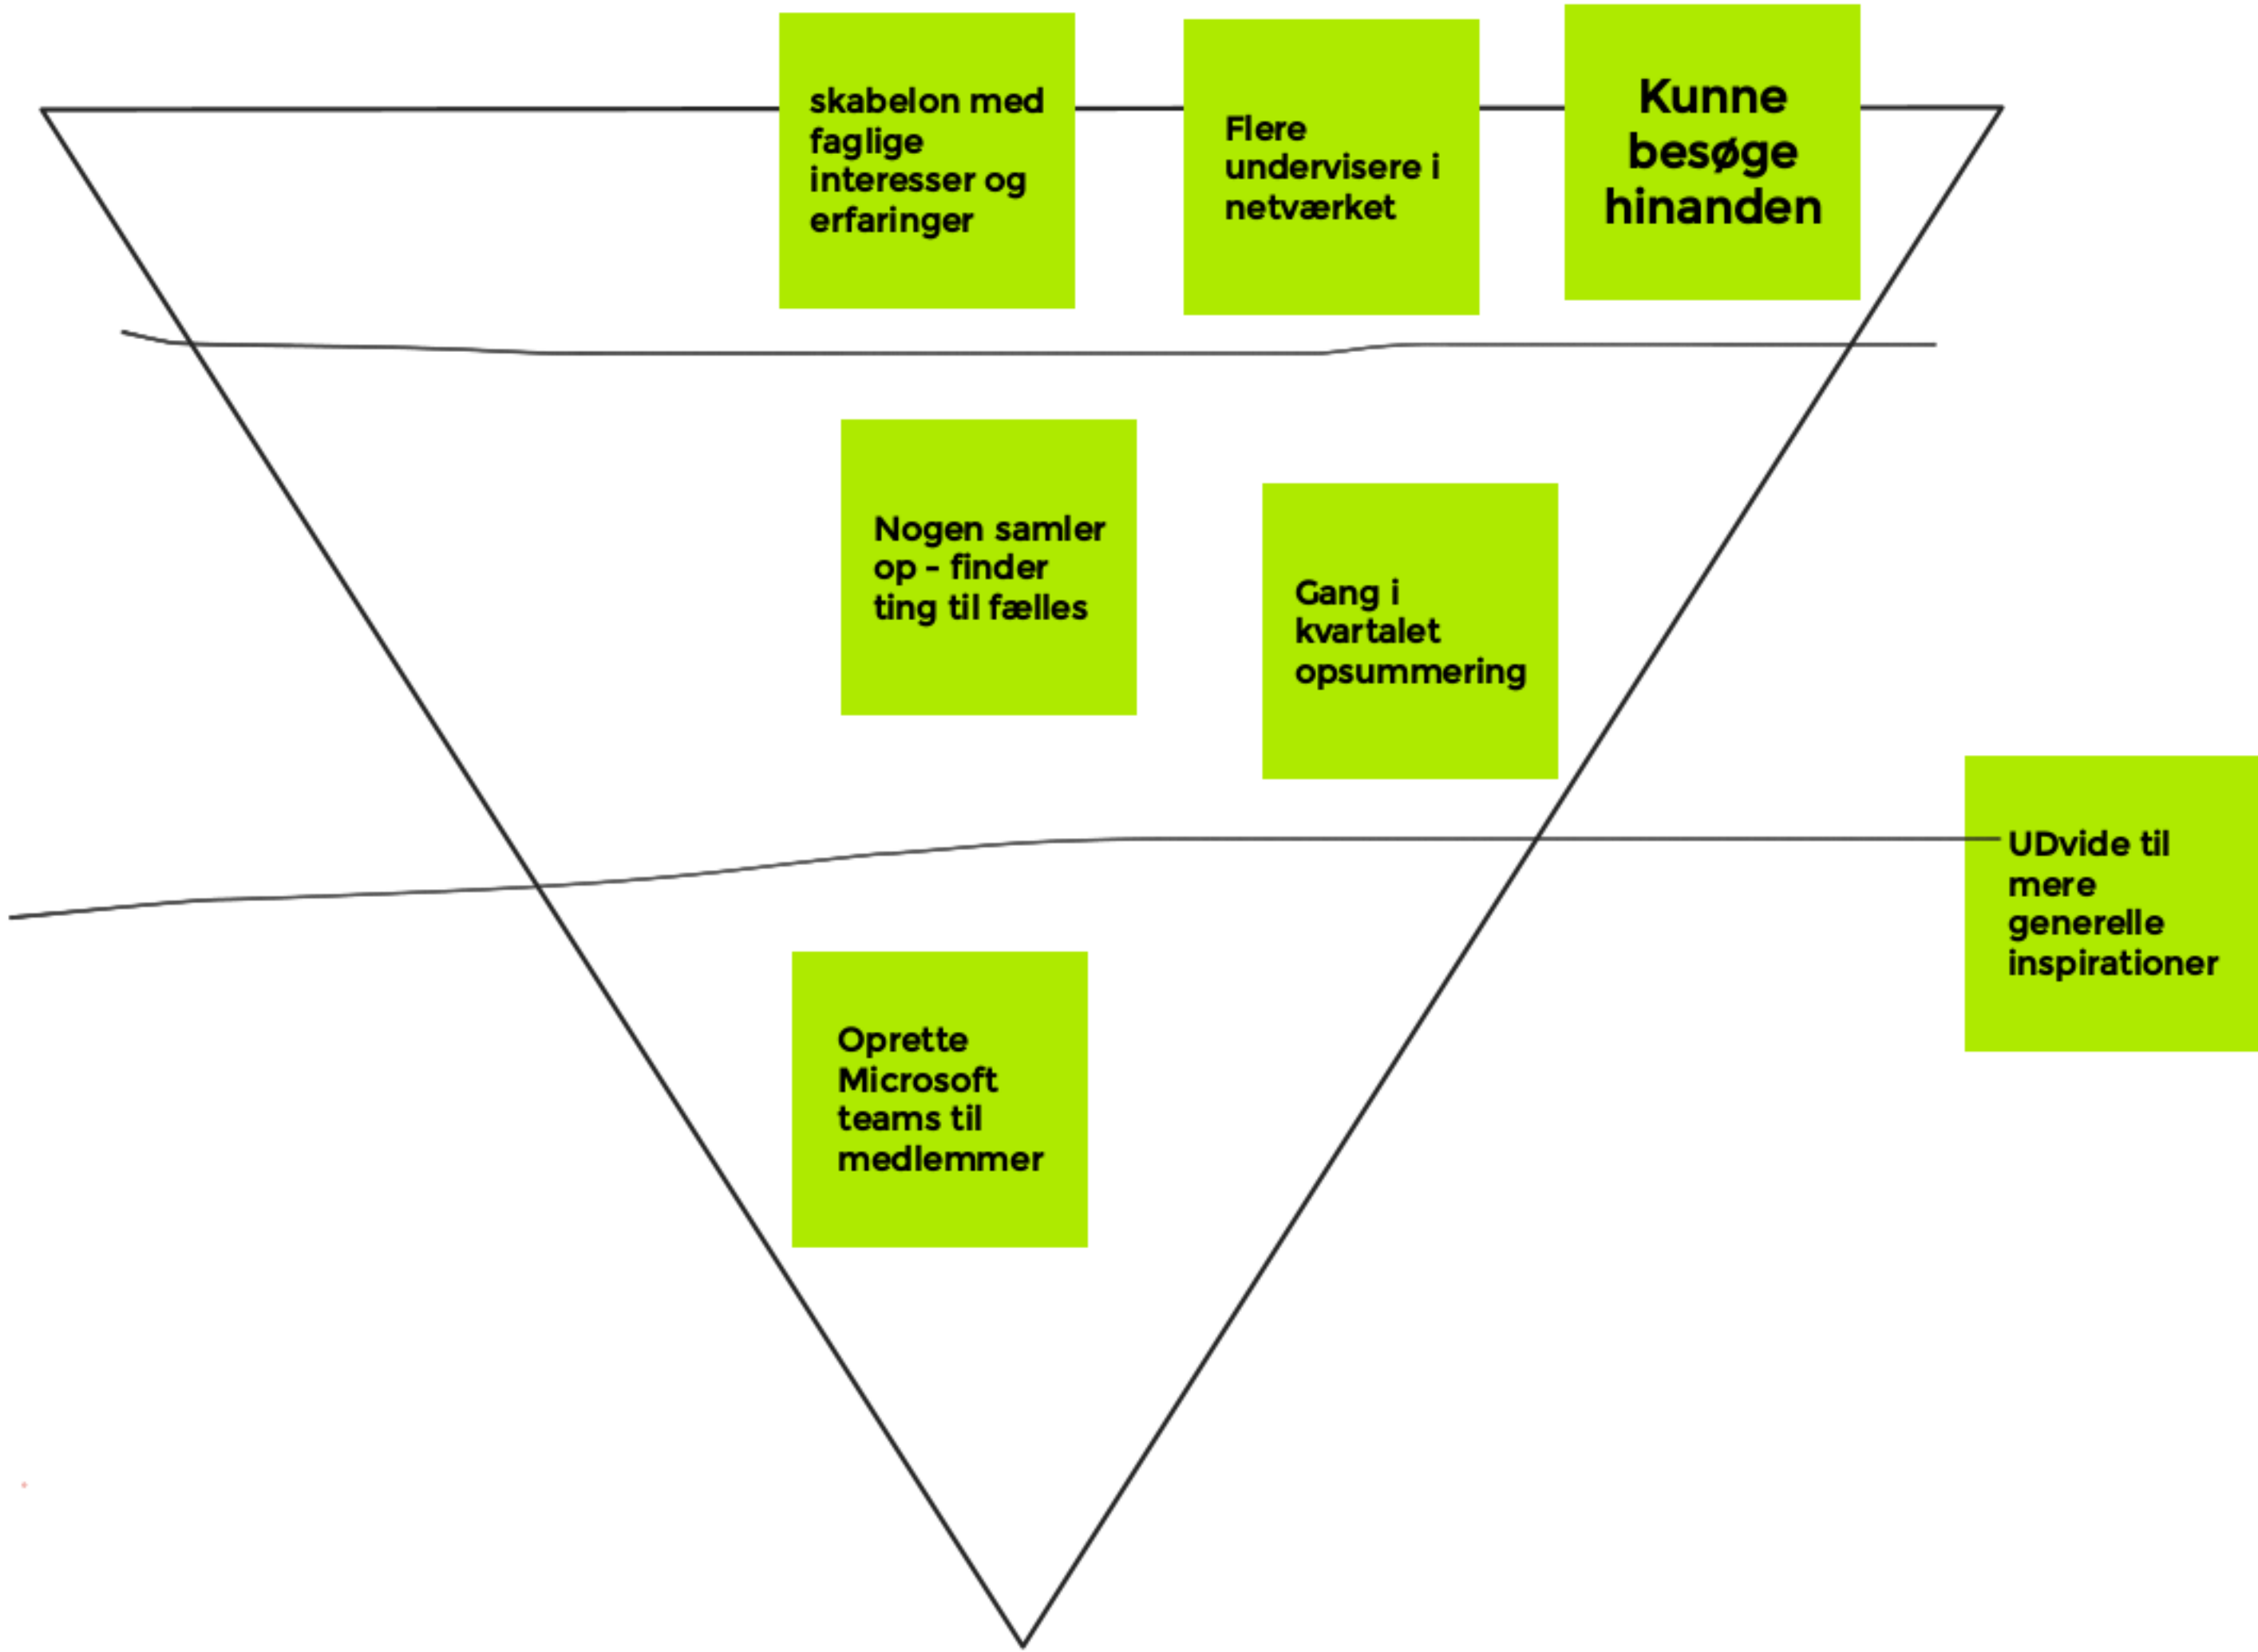 skabelon med
faglige
interesser og
erfaringer
Flere
undervisere i
netværket
Kunne
besøge
hinanden
Nogen samler
op - finder
ting til fælles
Gang i
kvartalet
opsummering
UDvide til
mere
generelle
inspirationer
Oprette
Microsoft
teams til
medlemmer